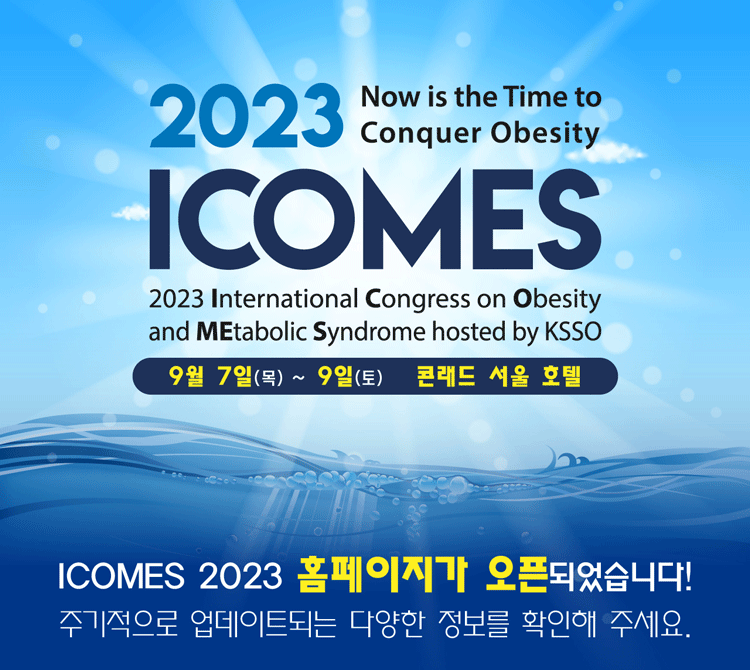 2023 Now is the Time to
Conquer Obesity
ICOMES
2023 International Congress on Obesity
and MEtabolic Syndrome hosted by KSSO
9월 7일(목) ~ 9일(토) 콘래드 서울 호텔
ICOMES 2023 홈페이지가 오픈되었습니다!
주기적으로 업데이트되는 다양한 정보를 확인해 주세요.